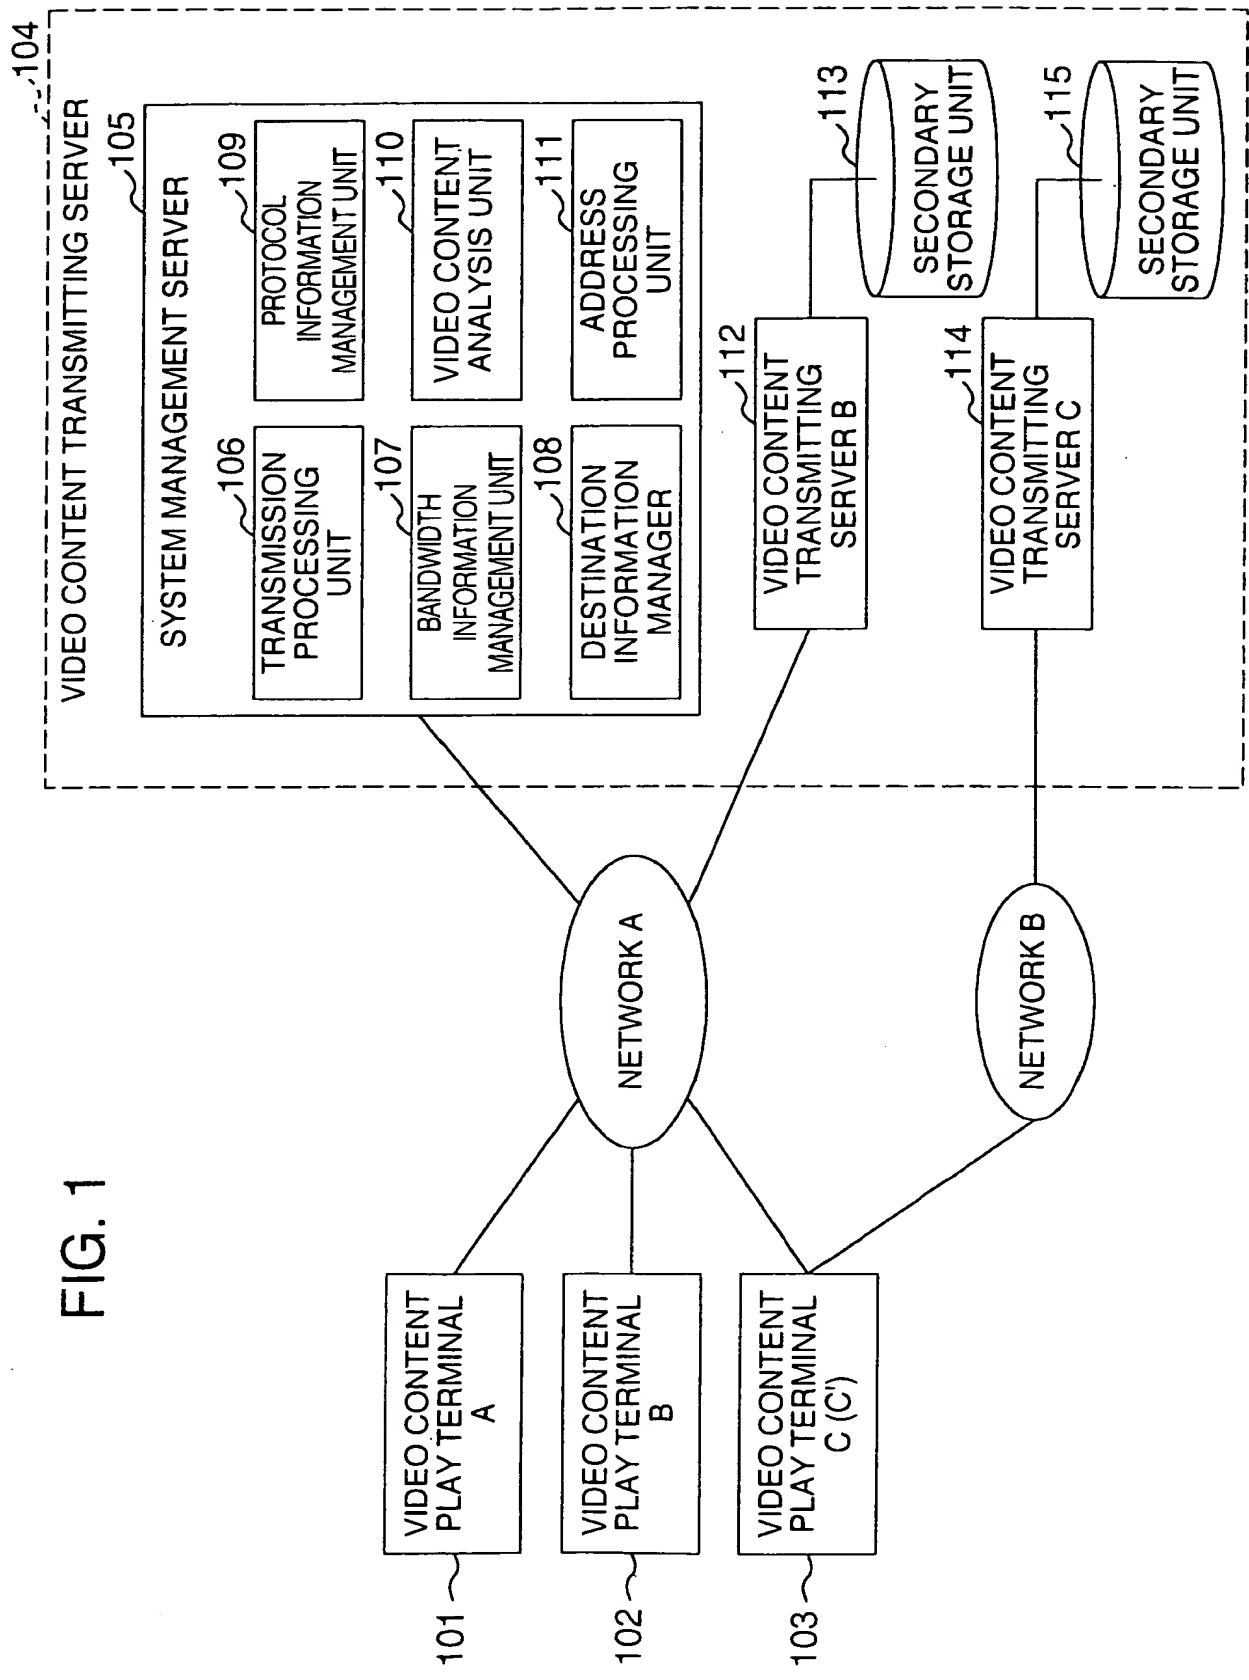 FIG. 1
104
VIDEO CONTENT TRANSMITTING SERVER
105
SYSTEM MANAGEMENT SERVER
106
TRANSMISSION
PROCESSING
UNIT
109
PROTOCOL
INFORMATION
MANAGEMENT UNIT
107
BANDWIDTH
INFORMATION
MANAGEMENT UNIT
110
VIDEO CONTENT
ANALYSIS UNIT
108
DESTINATION
INFORMATION
MANAGER
111
ADDRESS
PROCESSING
UNIT
101
VIDEO CONTENT
PLAY TERMINAL
A
102
VIDEO CONTENT
PLAY TERMINAL
B
103
VIDEO CONTENT
PLAY TERMINAL
C (C')
NETWORK A
NETWORK B
112
VIDEO CONTENT
TRANSMITTING
SERVER B
113
SECONDARY
STORAGE UNIT
114
VIDEO CONTENT
TRANSMITTING
SERVER C
115
SECONDARY
STORAGE UNIT